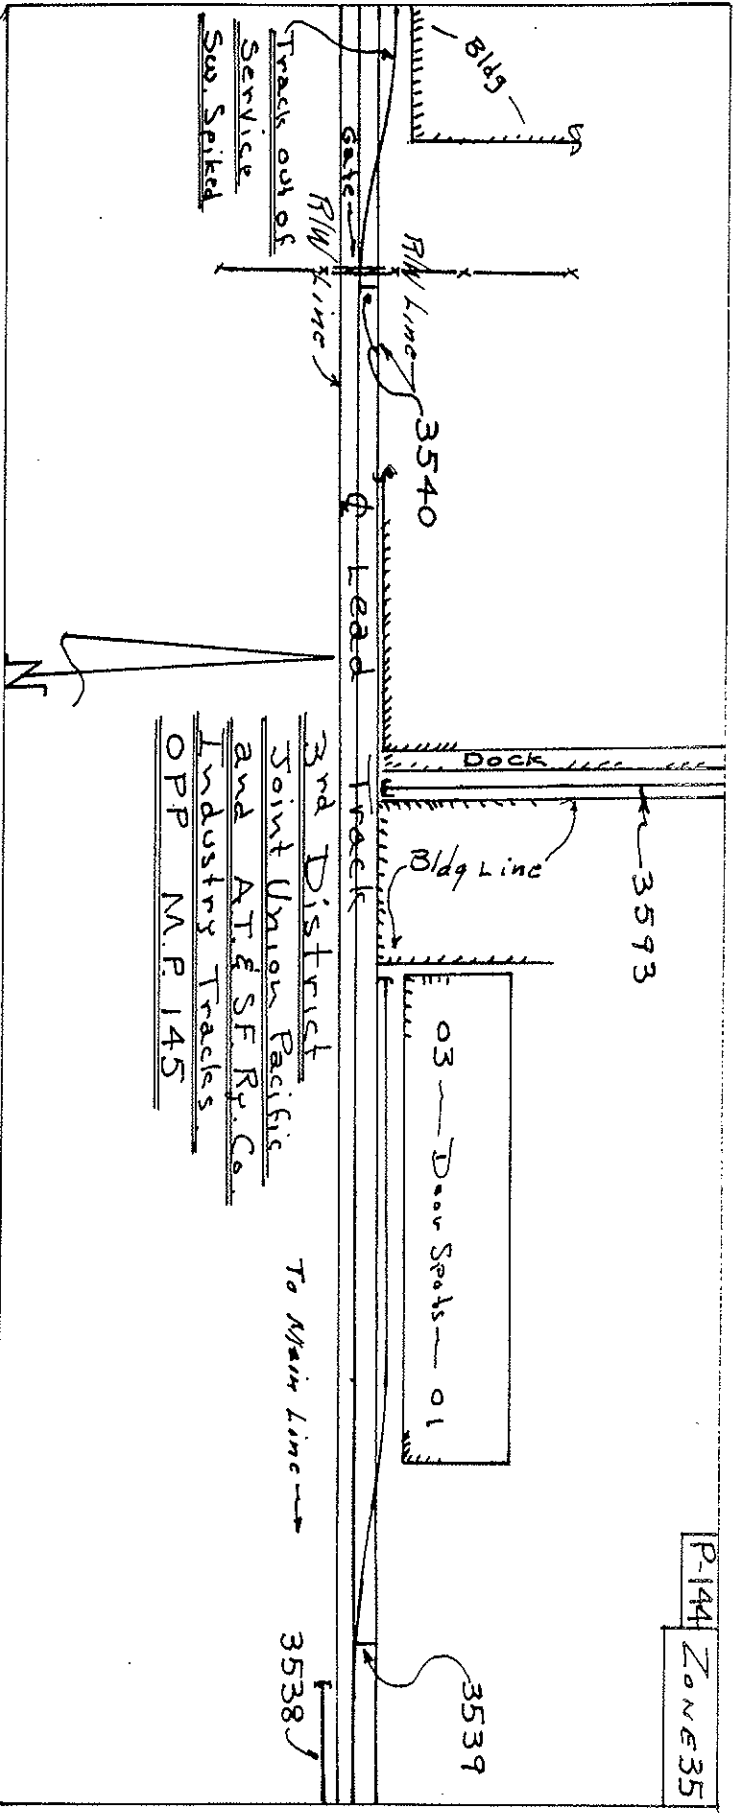 P-144
ZONE 35
Bldg
Track out of
Service
Sw. Spiked
Gate
R/W Line
R/W Line
3540
℄ Lead Track
Dock
3593
Bldg Line
03 — Door Spots — 01
3539
3538
To Main Line
N
3rd District
Joint Union Pacific
and A.T.& S.F. Ry. Co.
Industry Tracks
OPP M.P. 145